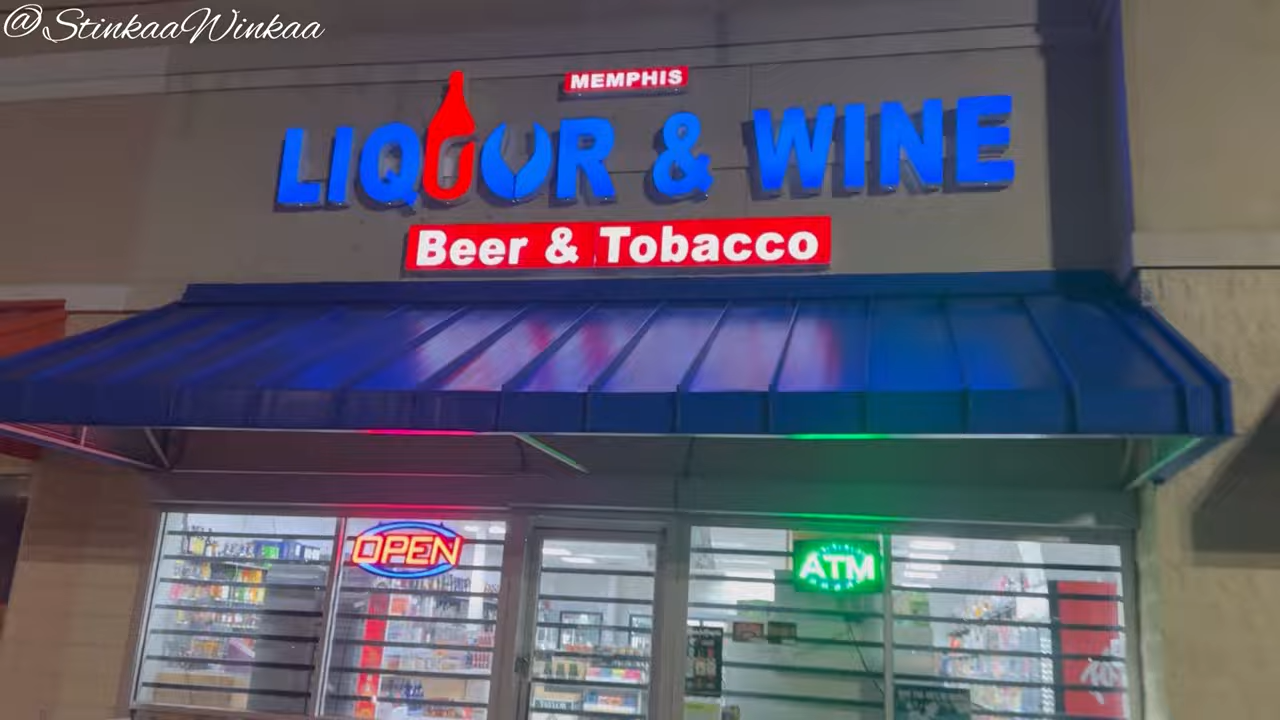 @StinkaaWinkaa
MEMPHIS
LIQUOR & WINE
Beer & Tobacco
OPEN
ATM